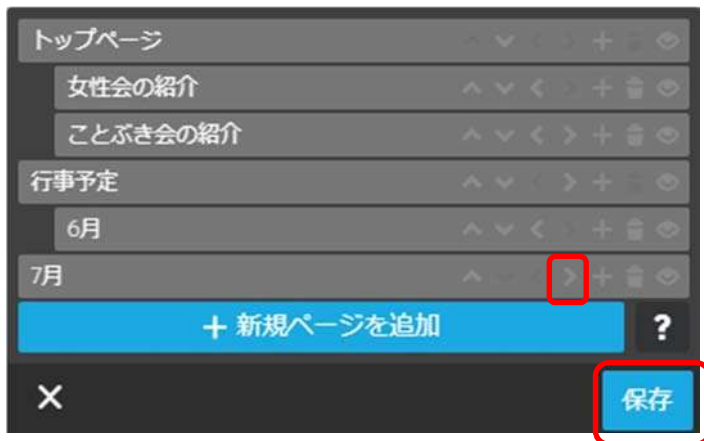 トップページ
女性会の紹介
ことぶき会の紹介
行事予定
6月
7月
+ 新規ページを追加
?
保存